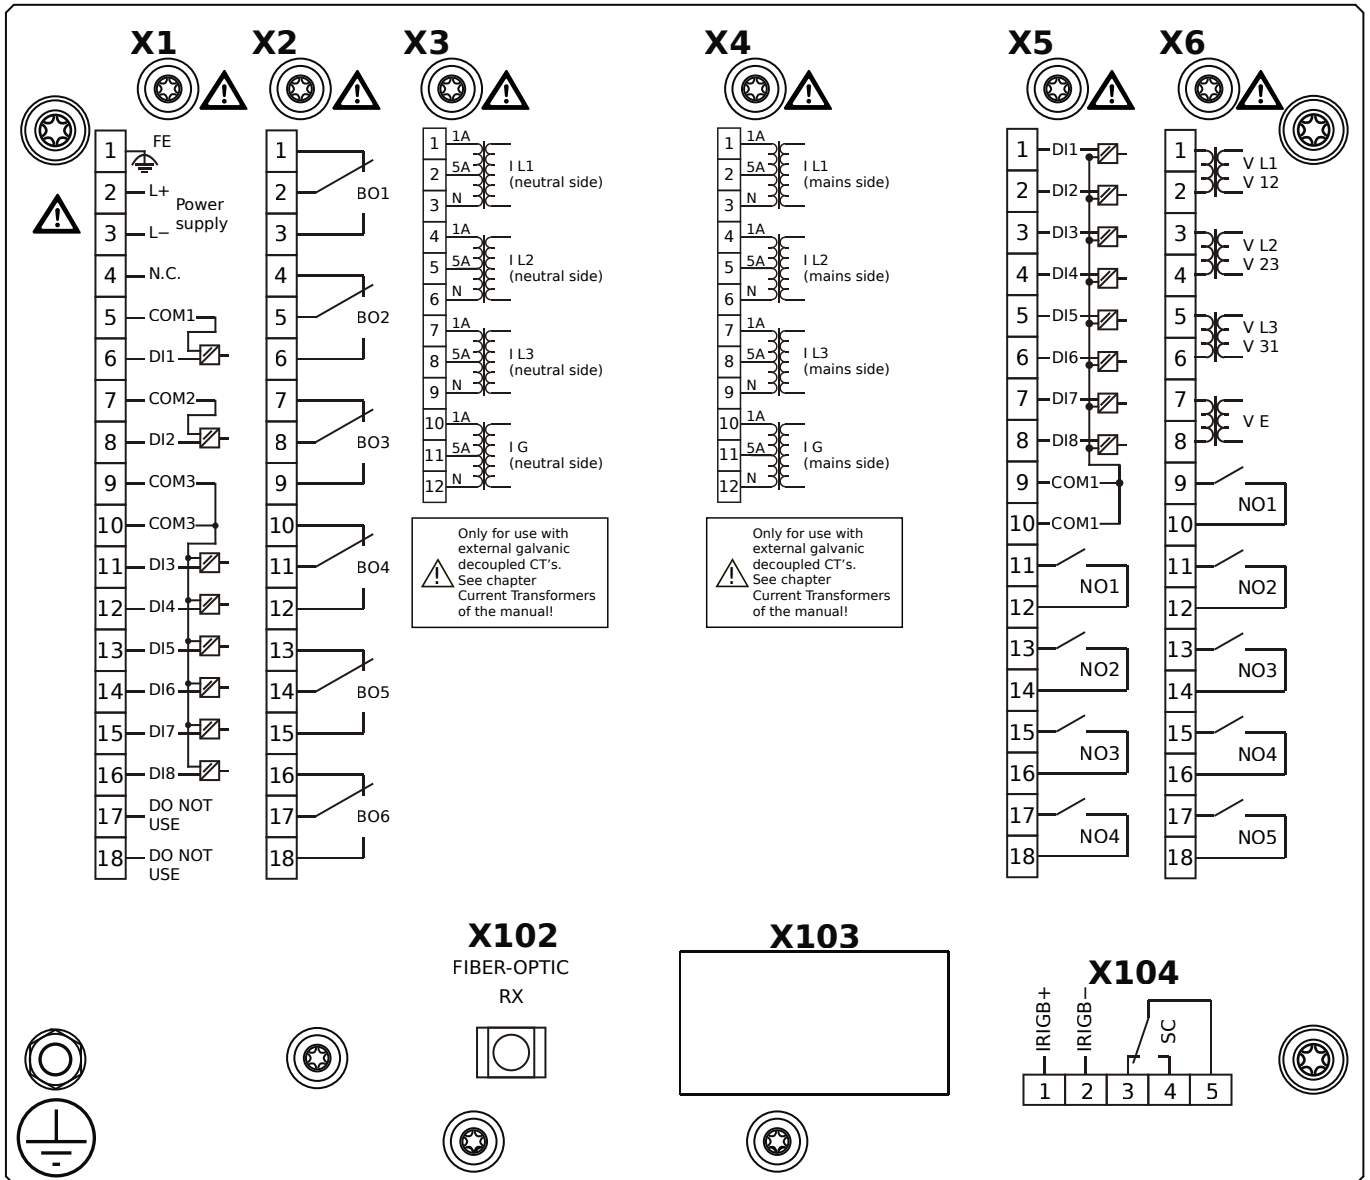 X1
X2
X3
X4
X5
X6
1 FE
2 L+
Power
supply
3 L−
4 N.C.
5 COM1
6 DI1
7 COM2
8 DI2
9 COM3
10 COM3
11 DI3
12 DI4
13 DI5
14 DI6
15 DI7
16 DI8
17 DO NOT
USE
18 DO NOT
USE
1
2 BO1
3
4
5 BO2
6
7
8 BO3
9
10
11 BO4
12
13
14 BO5
15
16
17 BO6
18
1 1A
2 5A
3 N
I L1
(neutral side)
4 1A
5 5A
6 N
I L2
(neutral side)
7 1A
8 5A
9 N
I L3
(neutral side)
10 1A
11 5A
12 N
I G
(neutral side)
Only for use with
external galvanic
decoupled CT's.
See chapter
Current Transformers
of the manual!
1 1A
2 5A
3 N
I L1
(mains side)
4 1A
5 5A
6 N
I L2
(mains side)
7 1A
8 5A
9 N
I L3
(mains side)
10 1A
11 5A
12 N
I G
(mains side)
Only for use with
external galvanic
decoupled CT's.
See chapter
Current Transformers
of the manual!
1 DI1
2 DI2
3 DI3
4 DI4
5 DI5
6 DI6
7 DI7
8 DI8
9 COM1
10 COM1
11
NO1
12
13
NO2
14
15
NO3
16
17
NO4
18
1
V L1
V 12
2
3
V L2
V 23
4
5
V L3
V 31
6
7
V E
8
9
NO1
10
11
NO2
12
13
NO3
14
15
NO4
16
17
NO5
18
X102
FIBER-OPTIC
RX
X103
X104
IRIGB+
IRIGB−
SC
1 2 3 4 5